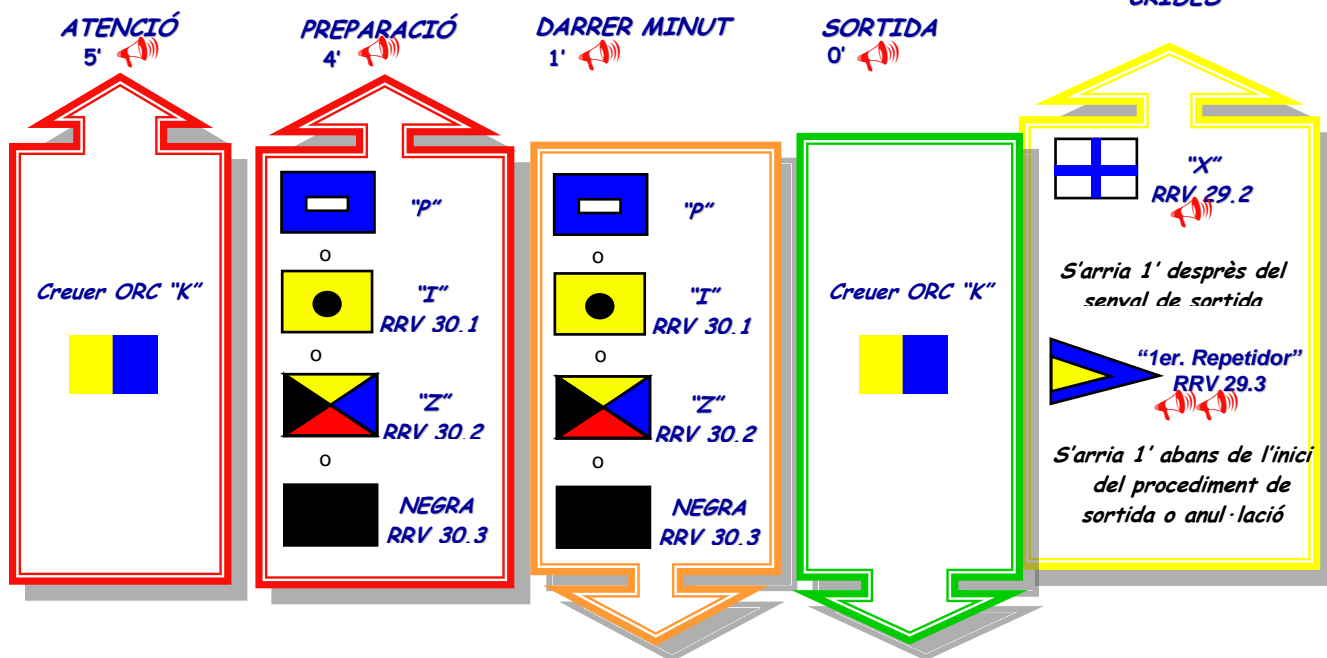 ATENCIÓ
5'
Creuer ORC “K”
PREPARACIÓ
4'
“P”
o
“I”
RRV 30.1
o
“Z”
RRV 30.2
o
NEGRA
RRV 30.3
DARRER MINUT
1'
“P”
o
“I”
RRV 30.1
o
“Z”
RRV 30.2
o
NEGRA
RRV 30.3
SORTIDA
0'
Creuer ORC “K”
CRIDES
“X”
RRV 29.2
S'arria 1' desprès del
senyal de sortida
“1er. Repetidor”
RRV 29.3
S'arria 1' abans de l'inici
del procediment de
sortida o anul·lació